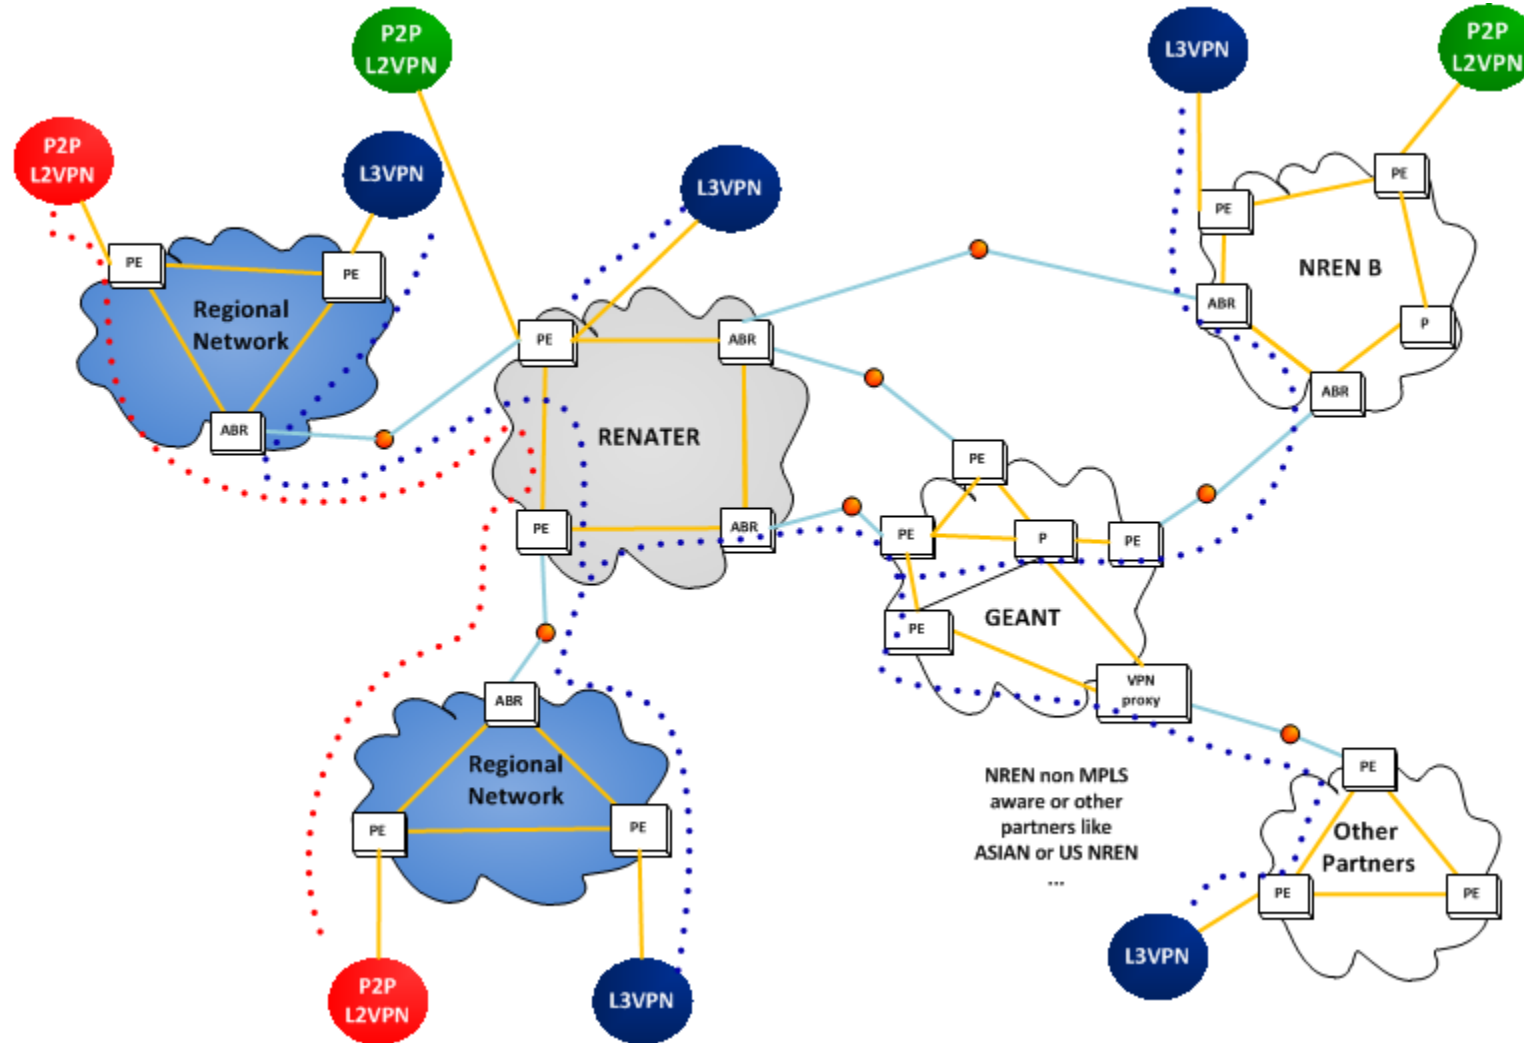 P2P
L2VPN
L3VPN
P2P
L2VPN
P2P
L2VPN
L3VPN
L3VPN
PE
PE
Regional
Network
ABR
PE
ABR
RENATER
PE
ABR
PE
PE
NREN B
ABR
P
ABR
PE
PE
P
PE
PE
GEANT
VPN
proxy
ABR
Regional
Network
PE
PE
P2P
L2VPN
L3VPN
NREN non MPLS
aware or other
partners like
ASIAN or US NREN
...
PE
Other
Partners
PE
PE
L3VPN